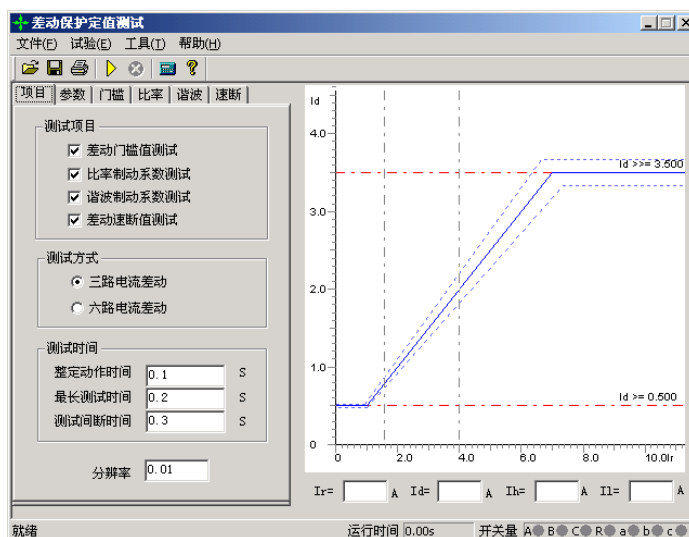 差动保护定值测试
文件(F) 试验(E) 工具(T) 帮助(H)
项目 参数 门槛 比率 谐波 速断
测试项目
差动门槛值测试
比率制动系数测试
谐波制动系数测试
差动速断值测试
测试方式
三路电流差动
六路电流差动
测试时间
整定动作时间 0.1 S
最长测试时间 0.2 S
测试间断时间 0.3 S
分辨率 0.01
Id
4.0
Id >>= 3.500
3.0
2.0
1.0
Id >= 0.500
0
0 2.0 4.0 6.0 8.0 10.0Ir
Ir= A Id= A Ih= A Il= A
就绪 运行时间 0.00s 开关量 A B C R a b c